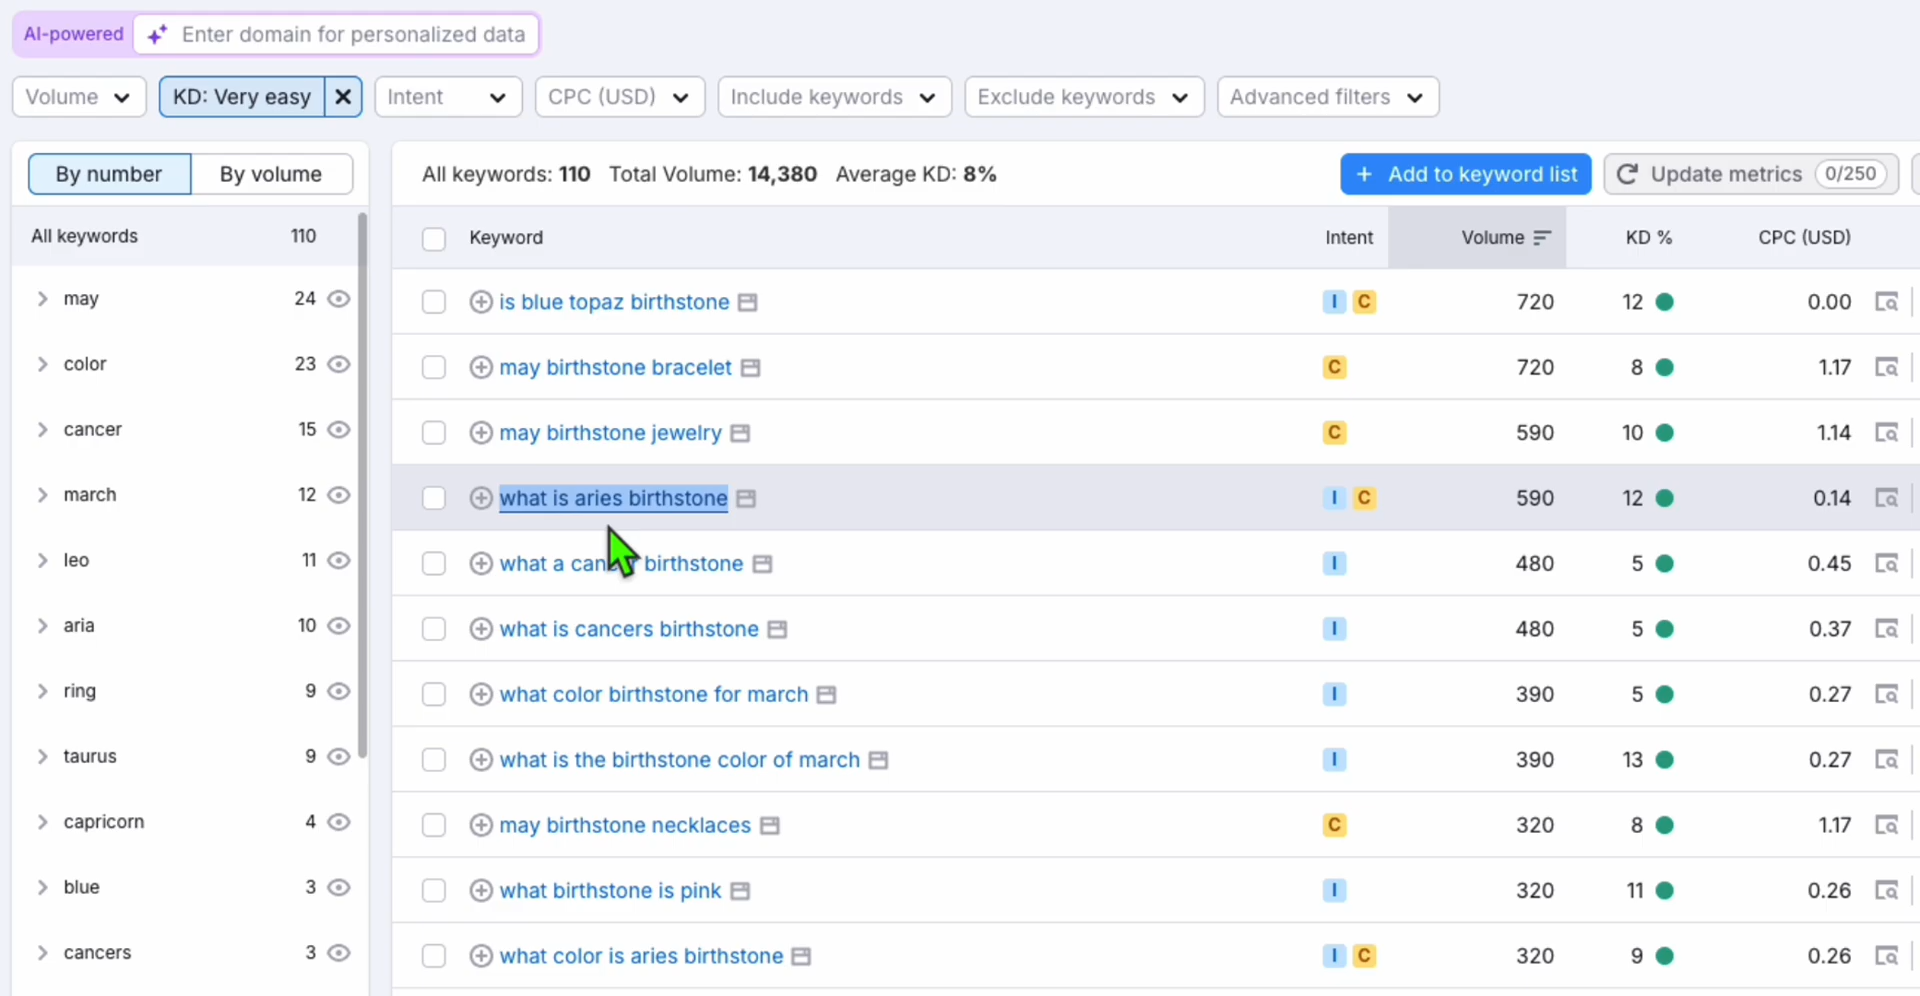 AI-powered Enter domain for personalized data
Volume KD: Very easy Intent CPC (USD) Include keywords Exclude keywords Advanced filters
By number By volume
All keywords: 110 Total Volume: 14,380 Average KD: 8% + Add to keyword list Update metrics 0/250
All keywords 110
may 24
color 23
cancer 15
march 12
leo 11
aria 10
ring 9
taurus 9
capricorn 4
blue 3
cancers 3
Keyword Intent Volume KD % CPC (USD)
is blue topaz birthstone I C 720 12 0.00
may birthstone bracelet C 720 8 1.17
may birthstone jewelry C 590 10 1.14
what is aries birthstone I C 590 12 0.14
what a cancer birthstone I 480 5 0.45
what is cancers birthstone I 480 5 0.37
what color birthstone for march I 390 5 0.27
what is the birthstone color of march I 390 13 0.27
may birthstone necklaces C 320 8 1.17
what birthstone is pink I 320 11 0.26
what color is aries birthstone I C 320 9 0.26